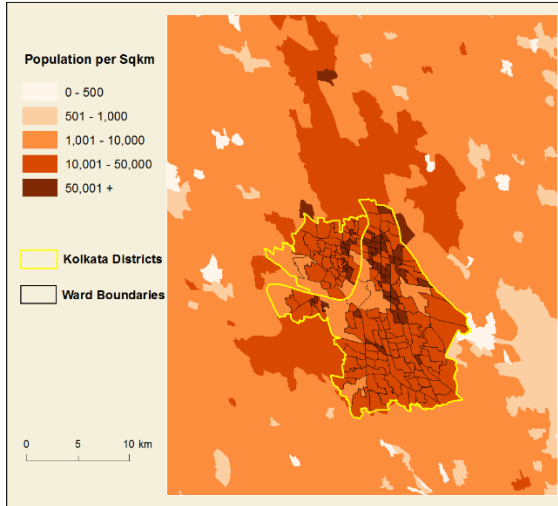 Population per Sqkm
0 - 500
501 - 1,000
1,001 - 10,000
10,001 - 50,000
50,001 +
Kolkata Districts
Ward Boundaries
0 5 10 km